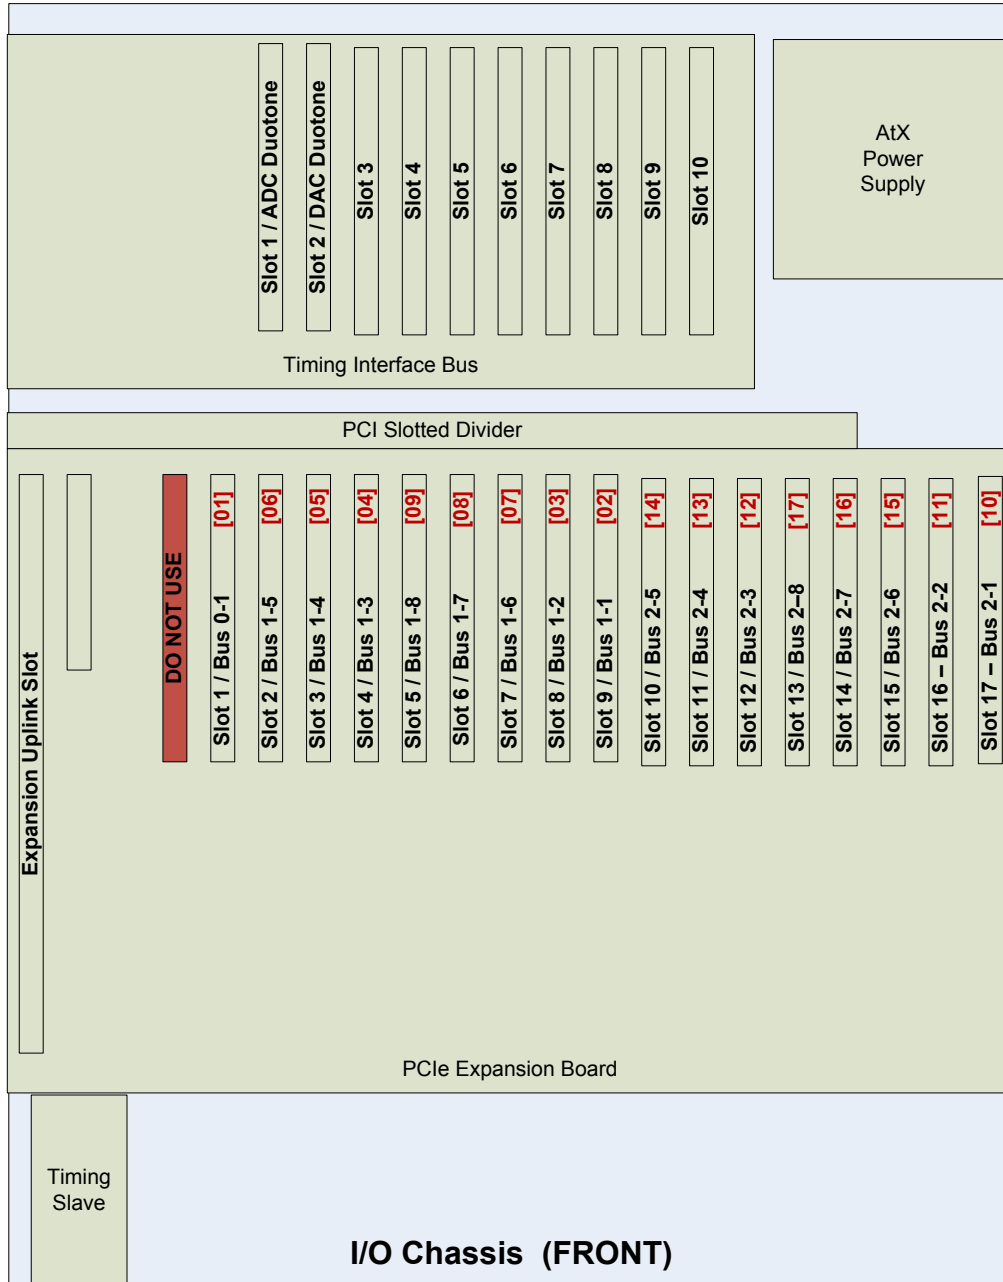 Slot 1 / ADC Duotone
Slot 2 / DAC Duotone
Slot 3
Slot 4
Slot 5
Slot 6
Slot 7
Slot 8
Slot 9
Slot 10
Timing Interface Bus
AtX
Power
Supply
PCI Slotted Divider
Expansion Uplink Slot
DO NOT USE
Slot 1 / Bus 0-1 [01]
Slot 2 / Bus 1-5 [06]
Slot 3 / Bus 1-4 [05]
Slot 4 / Bus 1-3 [04]
Slot 5 / Bus 1-8 [09]
Slot 6 / Bus 1-7 [08]
Slot 7 / Bus 1-6 [07]
Slot 8 / Bus 1-2 [03]
Slot 9 / Bus 1-1 [02]
Slot 10 / Bus 2-5 [14]
Slot 11 / Bus 2-4 [13]
Slot 12 / Bus 2-3 [12]
Slot 13 / Bus 2–8 [17]
Slot 14 / Bus 2-7 [16]
Slot 15 / Bus 2-6 [15]
Slot 16 – Bus 2-2 [11]
Slot 17 – Bus 2-1 [10]
PCIe Expansion Board
Timing
Slave
I/O Chassis (FRONT)